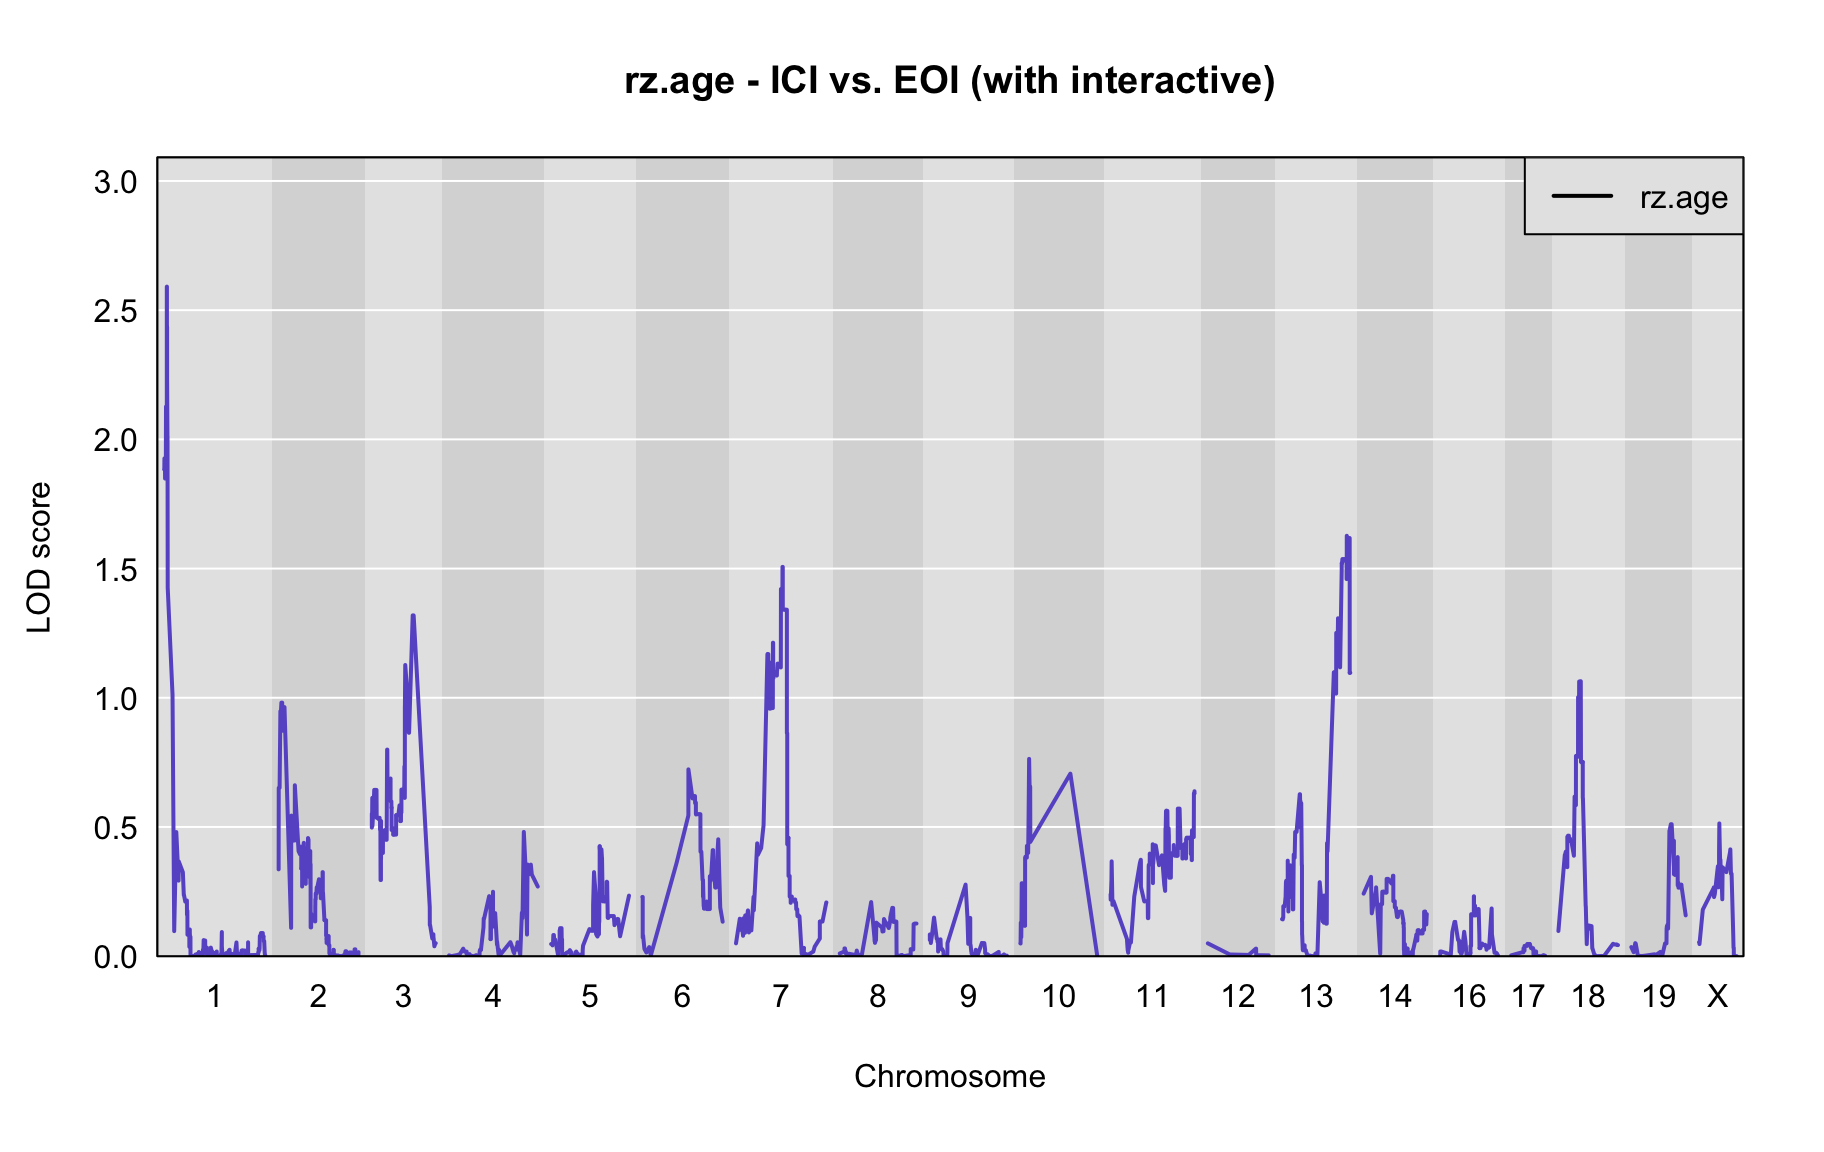 rz.age - ICI vs. EOI (with interactive)
rz.age
3.0
2.5
2.0
1.5
1.0
0.5
0.0
LOD score
1 2 3 4 5 6 7 8 9 10 11 12 13 14 16 17 18 19 X
Chromosome